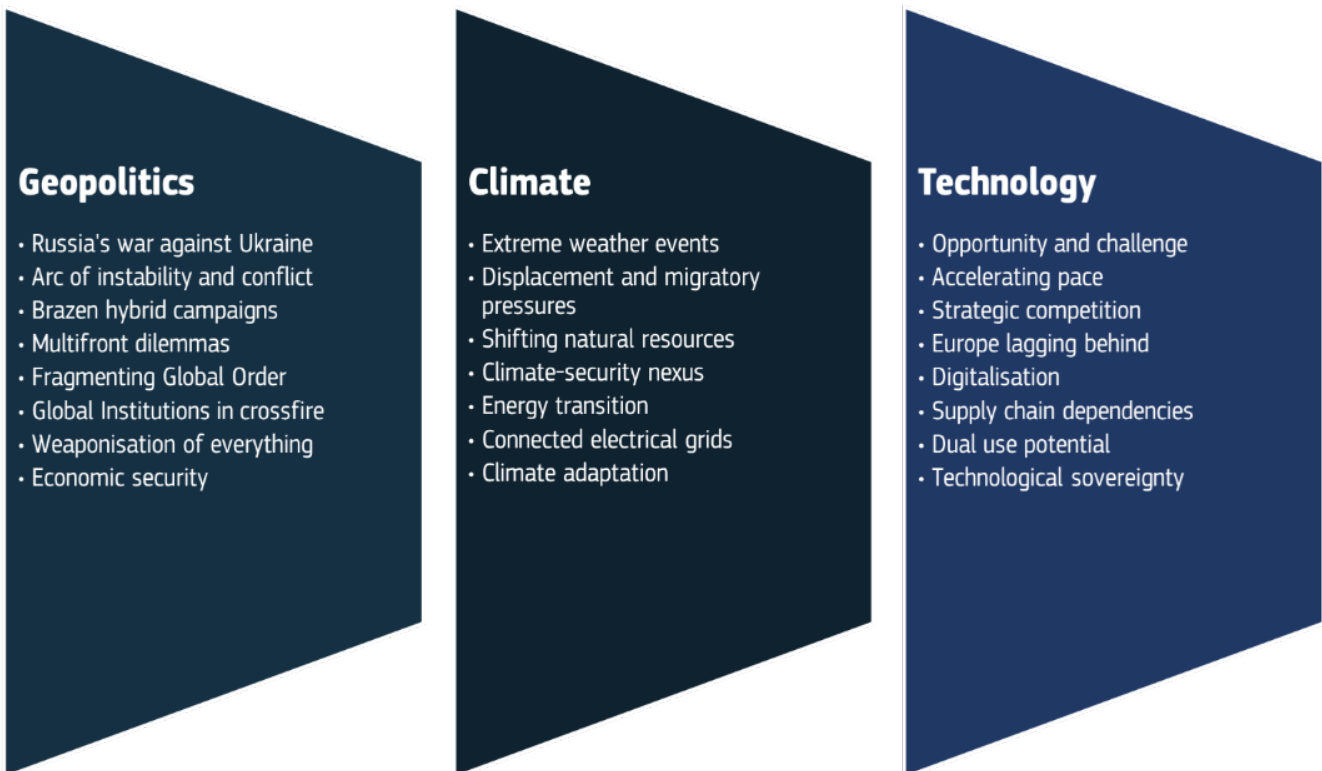 Geopolitics
• Russia's war against Ukraine
• Arc of instability and conflict
• Brazen hybrid campaigns
• Multifront dilemmas
• Fragmenting Global Order
• Global Institutions in crossfire
• Weaponisation of everything
• Economic security
Climate
• Extreme weather events
• Displacement and migratory
pressures
• Shifting natural resources
• Climate-security nexus
• Energy transition
• Connected electrical grids
• Climate adaptation
Technology
• Opportunity and challenge
• Accelerating pace
• Strategic competition
• Europe lagging behind
• Digitalisation
• Supply chain dependencies
• Dual use potential
• Technological sovereignty